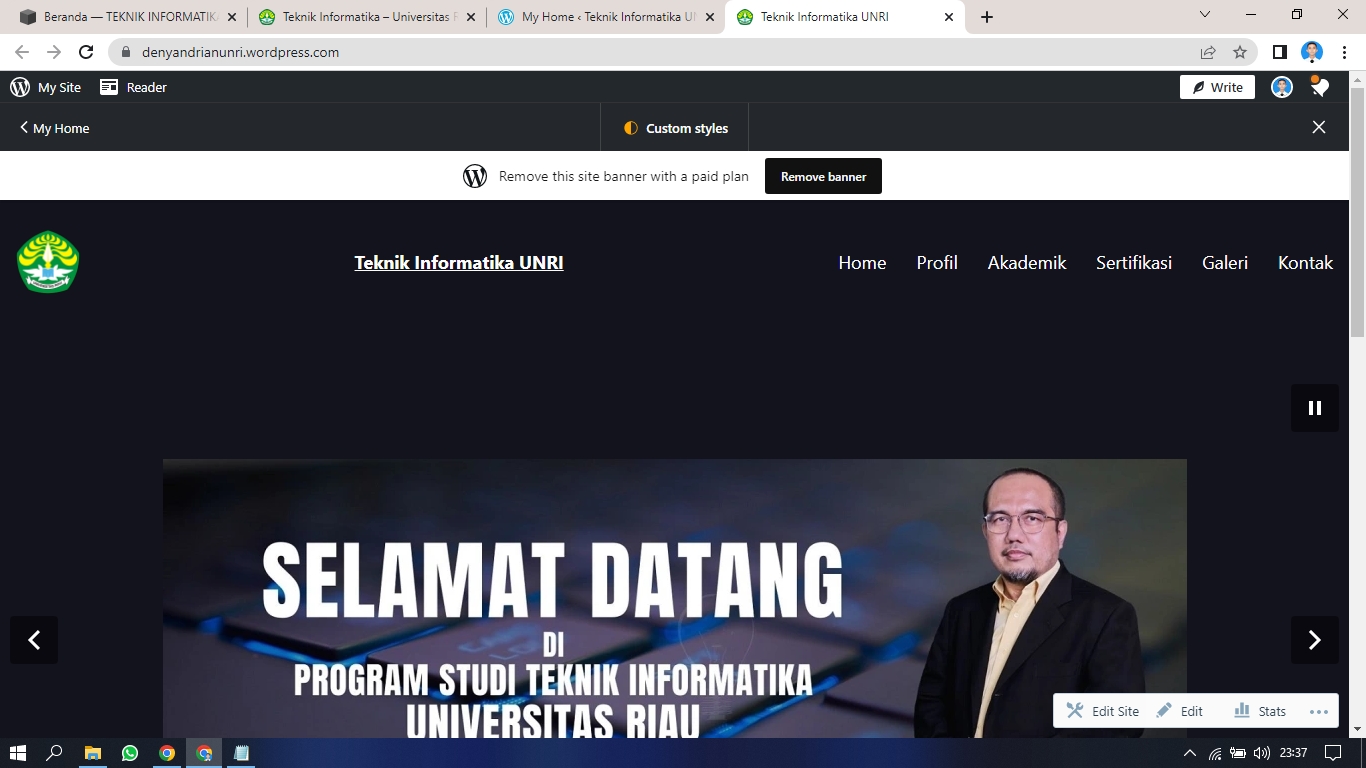 Beranda — TEKNIK INFORMATIKA
Teknik Informatika – Universitas
My Home ‹ Teknik Informatika U
Teknik Informatika UNRI
denyandrianunri.wordpress.com
My Site
Reader
Write
My Home
Custom styles
Remove this site banner with a paid plan
Remove banner
Teknik Informatika UNRI
Home
Profil
Akademik
Sertifikasi
Galeri
Kontak
SELAMAT DATANG
DI
PROGRAM STUDI TEKNIK INFORMATIKA
UNIVERSITAS RIAU
Edit Site
Edit
Stats
23:37